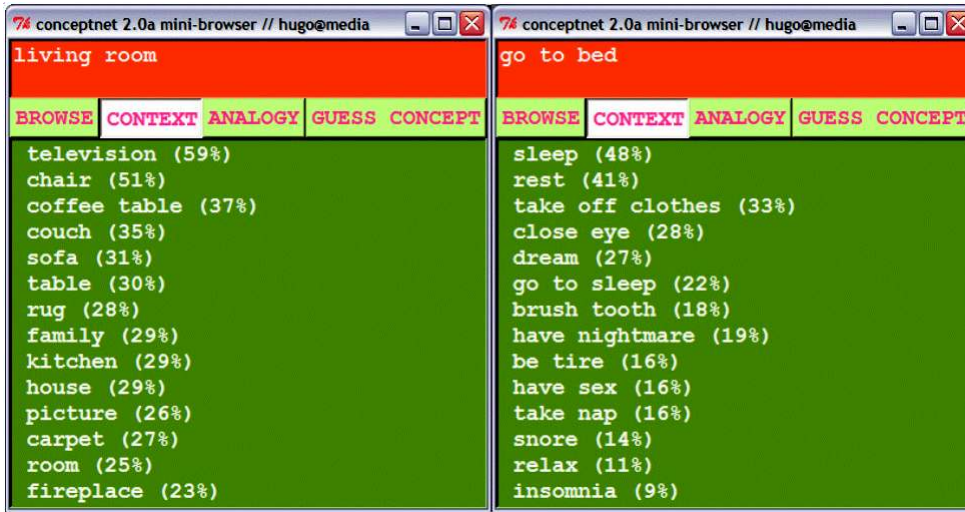 conceptnet 2.0a mini-browser // hugo@media
living room
BROWSE CONTEXT ANALOGY GUESS CONCEPT
television (59%)
chair (51%)
coffee table (37%)
couch (35%)
sofa (31%)
table (30%)
rug (28%)
family (29%)
kitchen (29%)
house (29%)
picture (26%)
carpet (27%)
room (25%)
fireplace (23%)
conceptnet 2.0a mini-browser // hugo@media
go to bed
BROWSE CONTEXT ANALOGY GUESS CONCEPT
sleep (48%)
rest (41%)
take off clothes (33%)
close eye (28%)
dream (27%)
go to sleep (22%)
brush tooth (18%)
have nightmare (19%)
be tire (16%)
have sex (16%)
take nap (16%)
snore (14%)
relax (11%)
insomnia (9%)